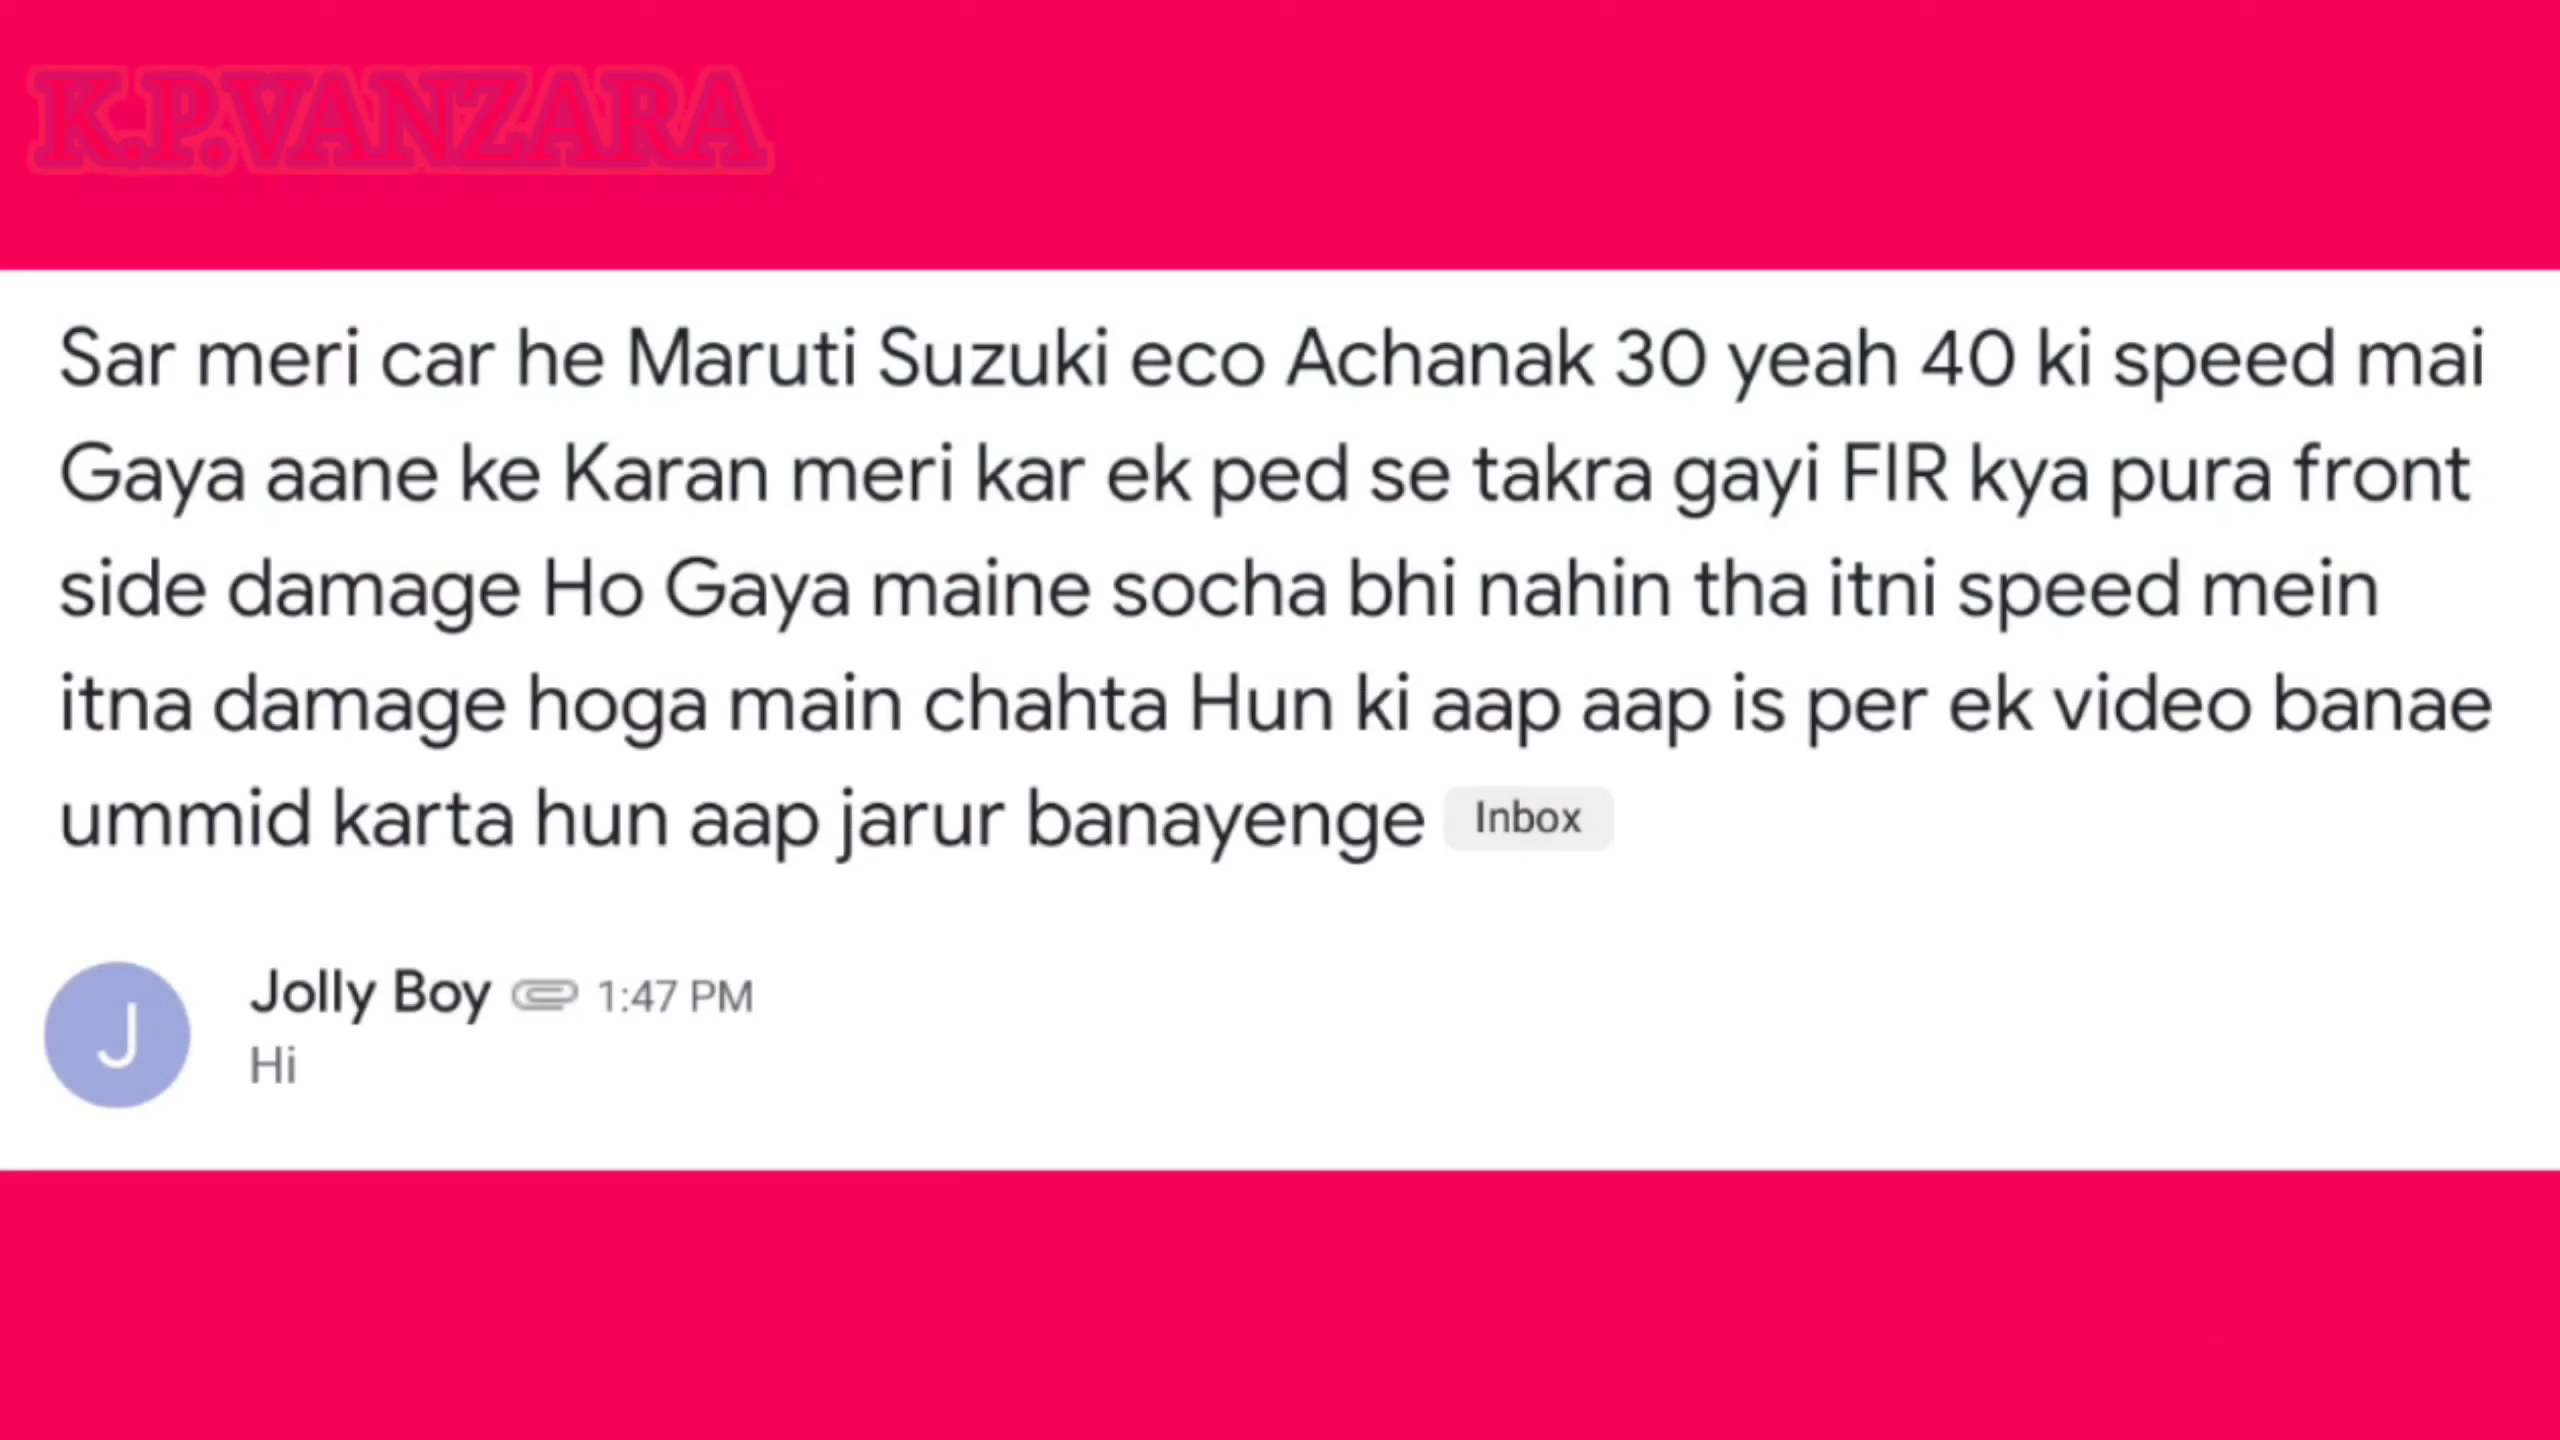 K.P.VANZARA
Sar meri car he Maruti Suzuki eco Achanak 30 yeah 40 ki speed mai
Gaya aane ke Karan meri kar ek ped se takra gayi FIR kya pura front
side damage Ho Gaya maine socha bhi nahin tha itni speed mein
itna damage hoga main chahta Hun ki aap aap is per ek video banae
ummid karta hun aap jarur banayenge Inbox
J
Jolly Boy 1:47 PM
Hi